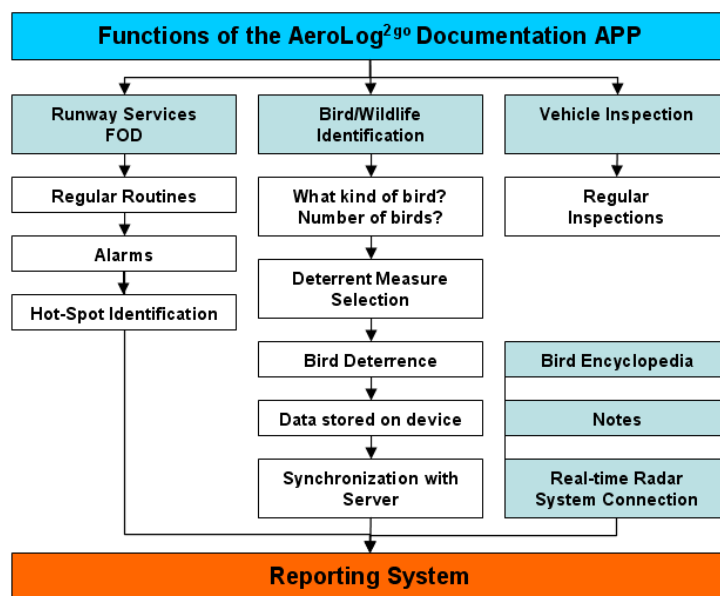 Functions of the AeroLog2go Documentation APP
Runway Services
FOD
Regular Routines
Alarms
Hot-Spot Identification
Bird/Wildlife
Identification
What kind of bird?
Number of birds?
Deterrent Measure
Selection
Bird Deterrence
Data stored on device
Synchronization with
Server
Vehicle Inspection
Regular
Inspections
Bird Encyclopedia
Notes
Real-time Radar
System Connection
Reporting System